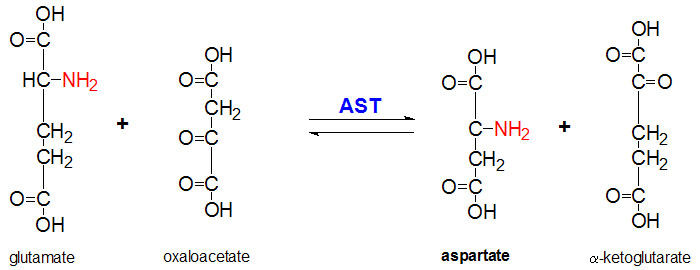 OH
O=C
HC–NH₂
CH₂
CH₂
O=C
OH
glutamate
+
OH
O=C
CH₂
O=C
O=C
OH
oxaloacetate
AST
OH
O=C
C–NH₂
CH₂
O=C
OH
aspartate
+
OH
O=C
C=O
CH₂
CH₂
O=C
OH
α-ketoglutarate